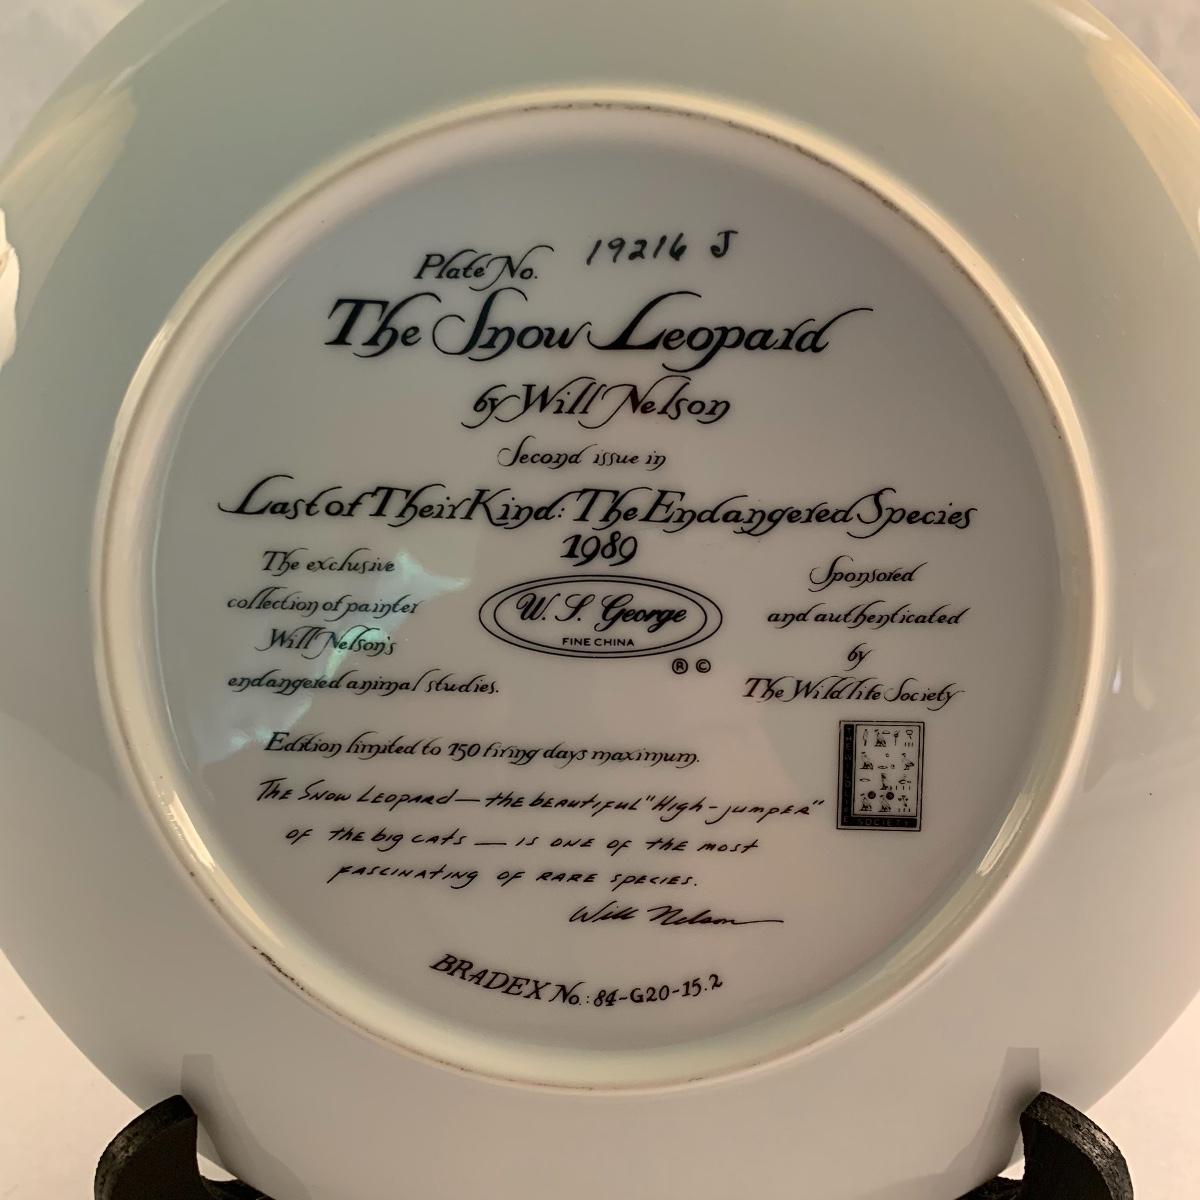 Plate No. 19216 J
The Snow Leopard
by Will Nelson
Second issue in
Last of Their Kind: The Endangered Species
1989
The exclusive
collection of painter
Will Nelson's
endangered animal studies.
W. S. George
FINE CHINA
® ©
Sponsored
and authenticated
by
The Wildlife Society
THE WILDLIFE SOCIETY
Edition limited to 150 firing days maximum.
The Snow Leopard — the beautiful "High-jumper"
of the big cats — is one of the most
fascinating of rare species.
Will Nelson
BRADEX No.: 84-G20-15.2